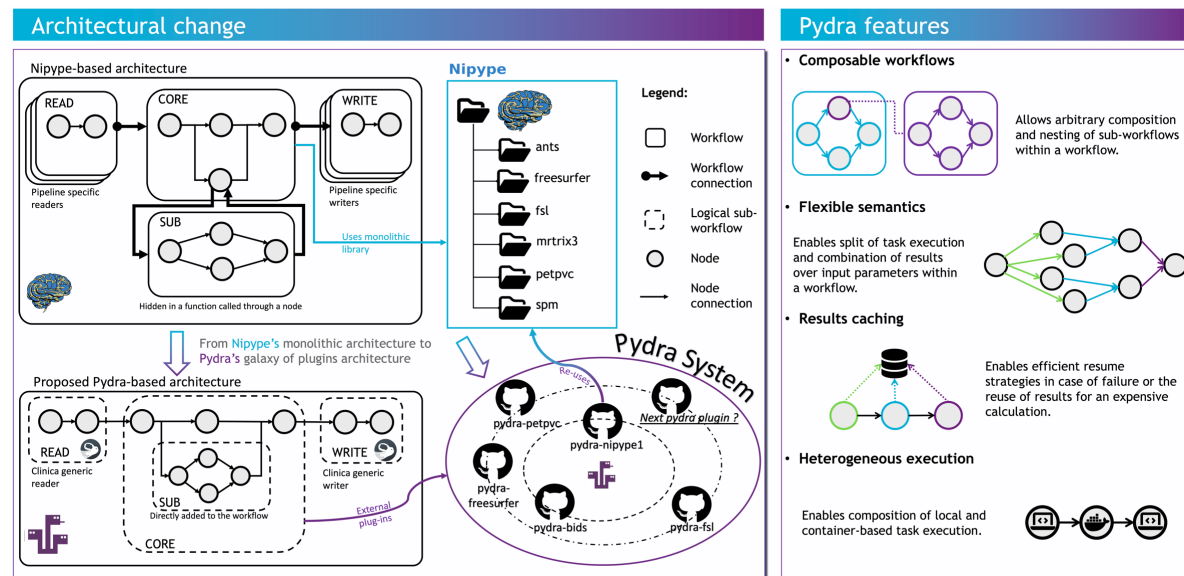 Architectural change
Nipype-based architecture
READ
CORE
WRITE
Pipeline specific
readers
Pipeline specific
writers
SUB
Hidden in a function called through a node
Uses monolithic
library
Nipype
ants
freesurfer
fsl
mrtrix3
petpvc
spm
Legend:
Workflow
Workflow
connection
Logical sub-
workflow
Node
Node
connection
From Nipype's monolithic architecture to
Pydra's galaxy of plugins architecture
Proposed Pydra-based architecture
READ
Clinica generic
reader
SUB
Directly added to the workflow
CORE
WRITE
Clinica generic
writer
External
plug-ins
Pydra System
Re-uses
pydra-petpvc
Next pydra plugin ?
pydra-nipype1
pydra-
freesurfer
pydra-bids
pydra-fsl
Pydra features
• Composable workflows
Allows arbitrary composition
and nesting of sub-workflows
within a workflow.
• Flexible semantics
Enables split of task execution
and combination of results
over input parameters within
a workflow.
• Results caching
Enables efficient resume
strategies in case of failure or the
reuse of results for an expensive
calculation.
• Heterogeneous execution
Enables composition of local and
container-based task execution.